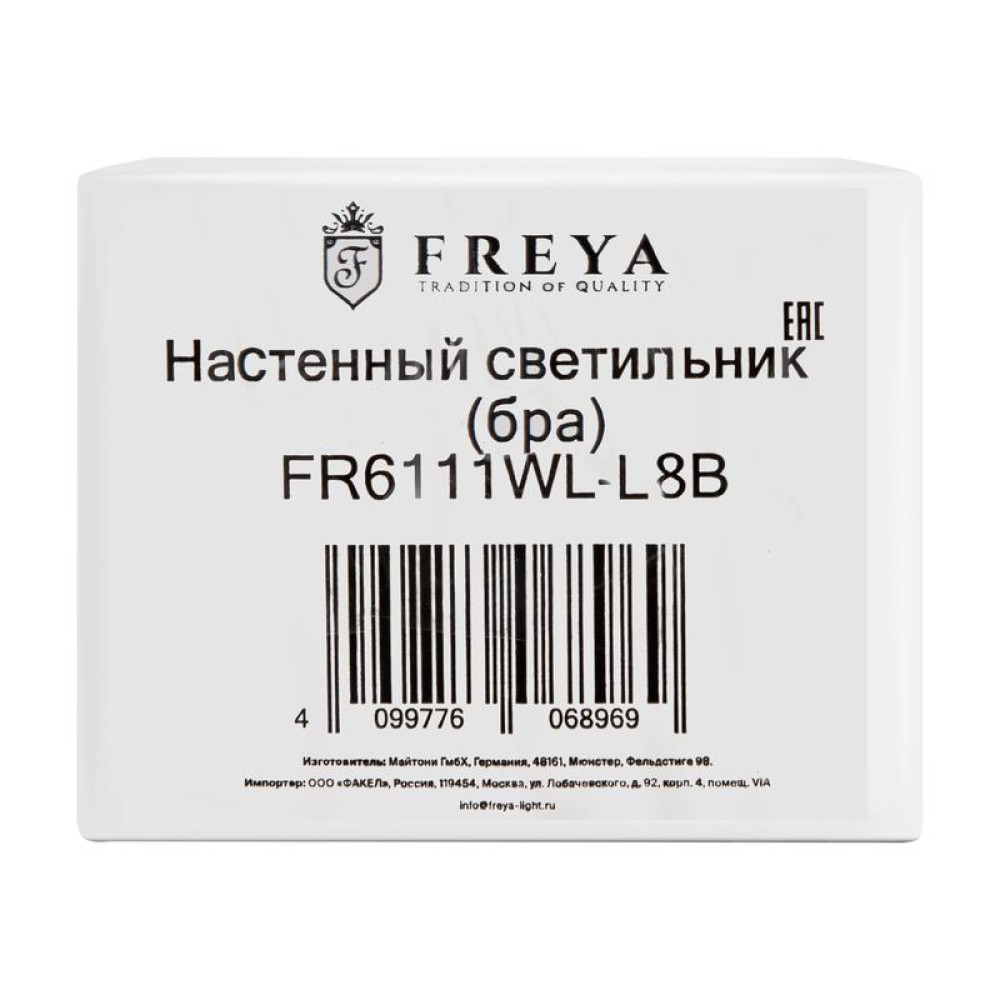 F
FREYA
TRADITION OF QUALITY
EAC
Настенный светильник
(бра)
FR6111WL-L8B
4 099776 068969
Изготовитель: Майтони ГмбХ, Германия, 48161, Мюнстер, Фельдстиге 98.
Импортер: ООО «ФАКЕЛ», Россия, 119454, Москва, ул. Лобачевского, д. 92, корп. 4, помещ. VIA
info@freya-light.ru